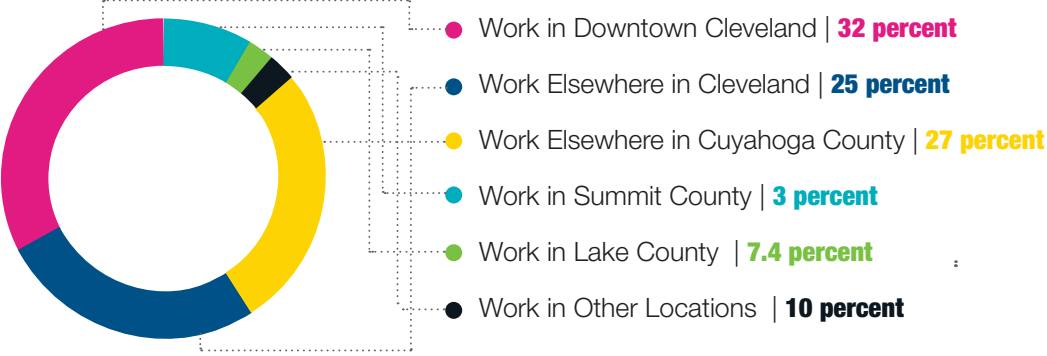 Work in Downtown Cleveland | 32 percent
Work Elsewhere in Cleveland | 25 percent
Work Elsewhere in Cuyahoga County | 27 percent
Work in Summit County | 3 percent
Work in Lake County | 7.4 percent
Work in Other Locations | 10 percent